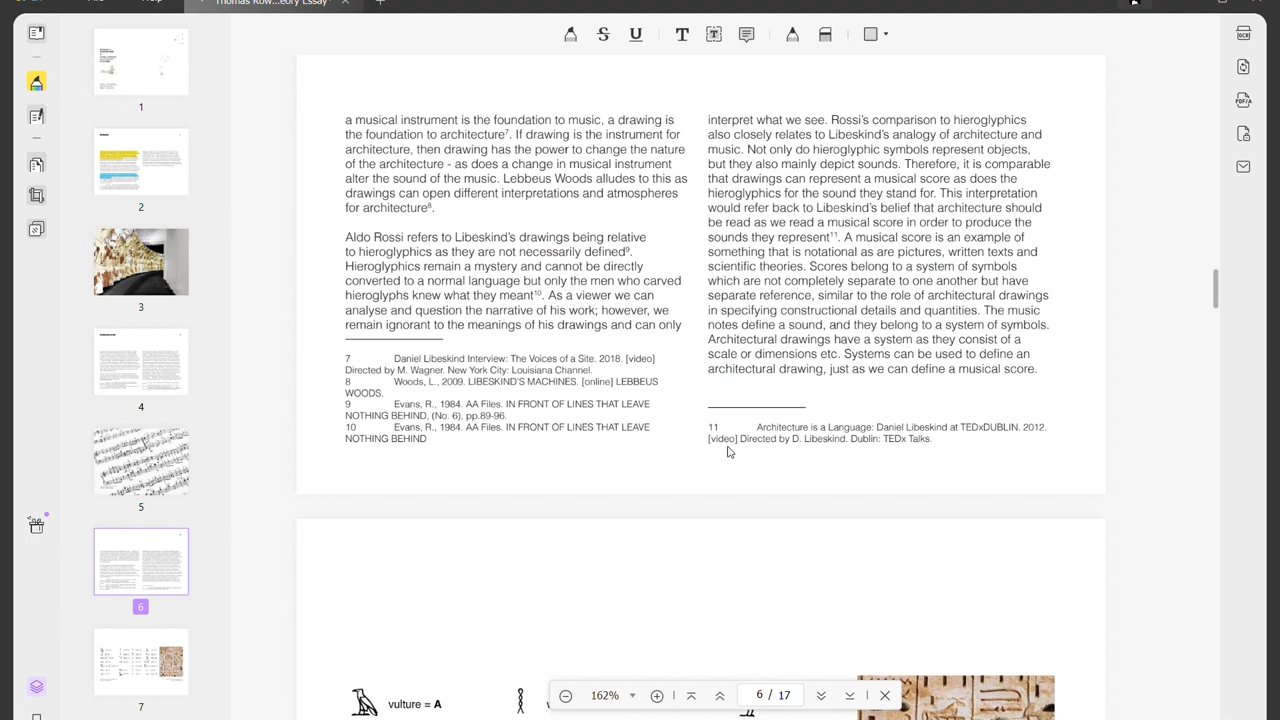 Thomas Row...eory Essay*
a musical instrument is the foundation to music, a drawing is
the foundation to architecture7. If drawing is the instrument for
architecture, then drawing has the power to change the nature
of the architecture - as does a change in musical instrument
alter the sound of the music. Lebbeus Woods alludes to this as
drawings can open different interpretations and atmospheres
for architecture8.
Aldo Rossi refers to Libeskind's drawings being relative
to hieroglyphics as they are not necessarily defined9.
Hieroglyphics remain a mystery and cannot be directly
converted to a normal language but only the men who carved
hieroglyphs knew what they meant10. As a viewer we can
analyse and question the narrative of his work; however, we
remain ignorant to the meanings of his drawings and can only
7 Daniel Libeskind Interview: The Voices of a Site. 2018. [video]
Directed by M. Wagner. New York City: Louisiana Channel.
8 Woods, L., 2009. LIBESKIND'S MACHINES. [online] LEBBEUS
WOODS.
9 Evans, R., 1984. AA Files. IN FRONT OF LINES THAT LEAVE
NOTHING BEHIND, (No. 6), pp.89-96.
10 Evans, R., 1984. AA Files. IN FRONT OF LINES THAT LEAVE
NOTHING BEHIND
interpret what we see. Rossi's comparison to hieroglyphics
also closely relates to Libeskind's analogy of architecture and
music. Not only do hieroglyphic symbols represent objects,
but they also mainly depict sounds. Therefore, it is comparable
that drawings can represent a musical score as does the
hieroglyphics for the sound they stand for. This interpretation
would refer back to Libeskind's belief that architecture should
be read as we read a musical score in order to produce the
sounds they represent11. A musical score is an example of
something that is notational as are pictures, written texts and
scientific theories. Scores belong to a system of symbols
which are not completely separate to one another but have
separate reference, similar to the role of architectural drawings
in specifying constructional details and quantities. The music
notes define a sound, and they belong to a system of symbols.
Architectural drawings have a system as they consist of a
scale or dimensions etc. Systems can be used to define an
architectural drawing, just as we can define a musical score.
11 Architecture is a Language: Daniel Libeskind at TEDxDUBLIN. 2012.
[video] Directed by D. Libeskind. Dublin: TEDx Talks.
vulture = A
1
2
3
4
5
6
7
162%
6 / 17
OCR
PDF/A